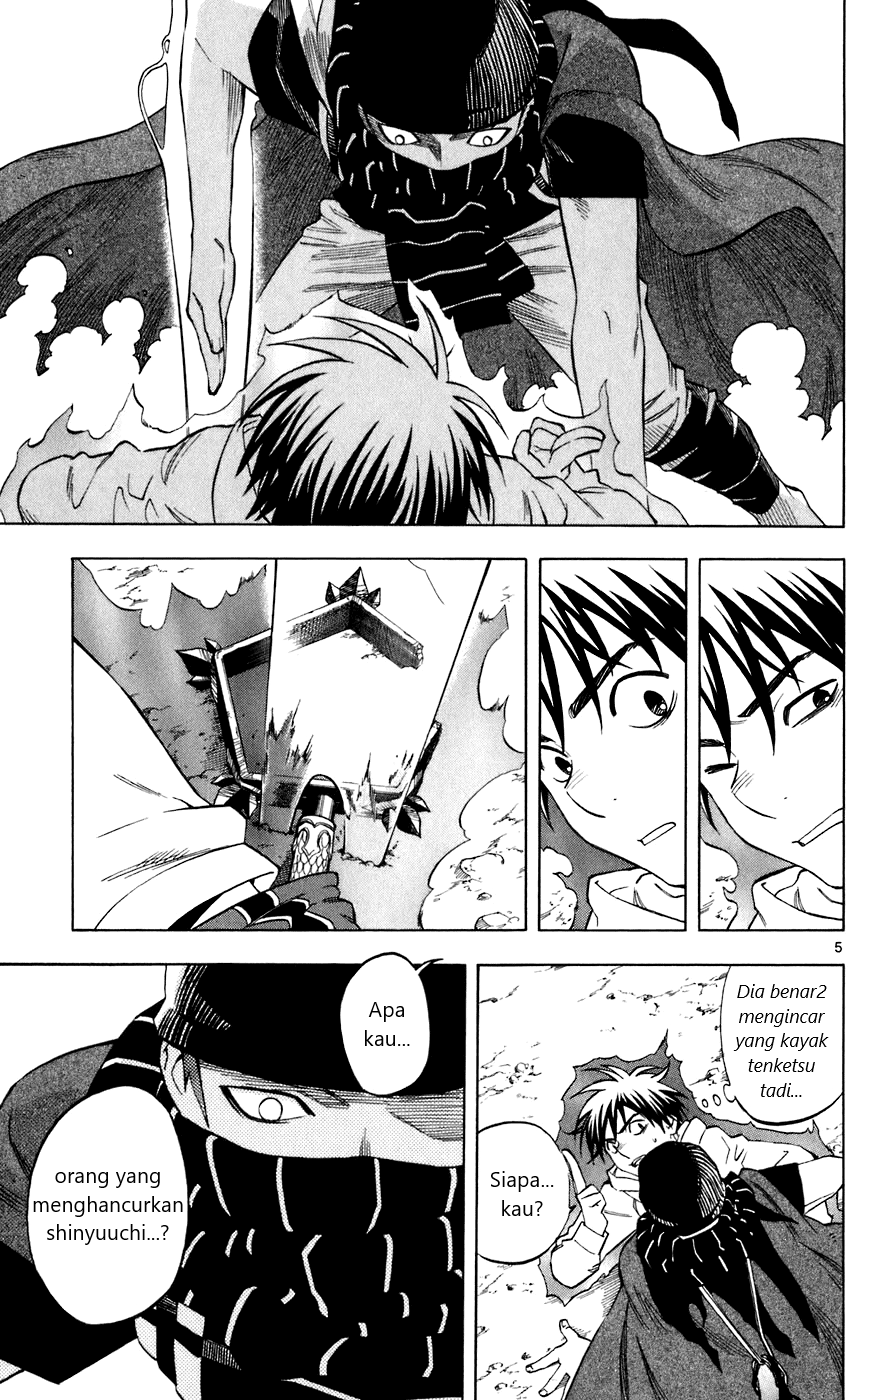 5
Dia benar2
mengincar
yang kayak
tenketsu
tadi...
Siapa...
kau?
Apa
kau...
orang yang
menghancurkan
shinyuuchi...?